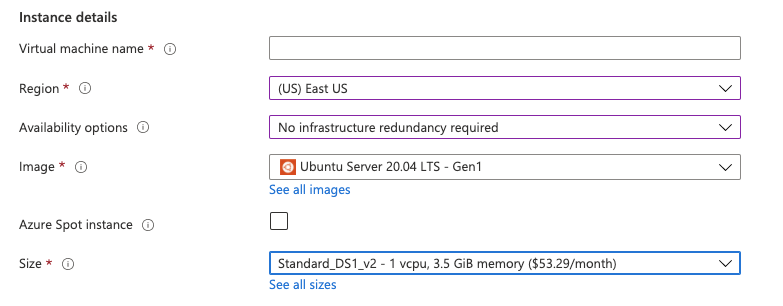 Instance details
Virtual machine name *
Region * (US) East US
Availability options No infrastructure redundancy required
Image * Ubuntu Server 20.04 LTS - Gen1
See all images
Azure Spot instance
Size * Standard_DS1_v2 - 1 vcpu, 3.5 GiB memory ($53.29/month)
See all sizes